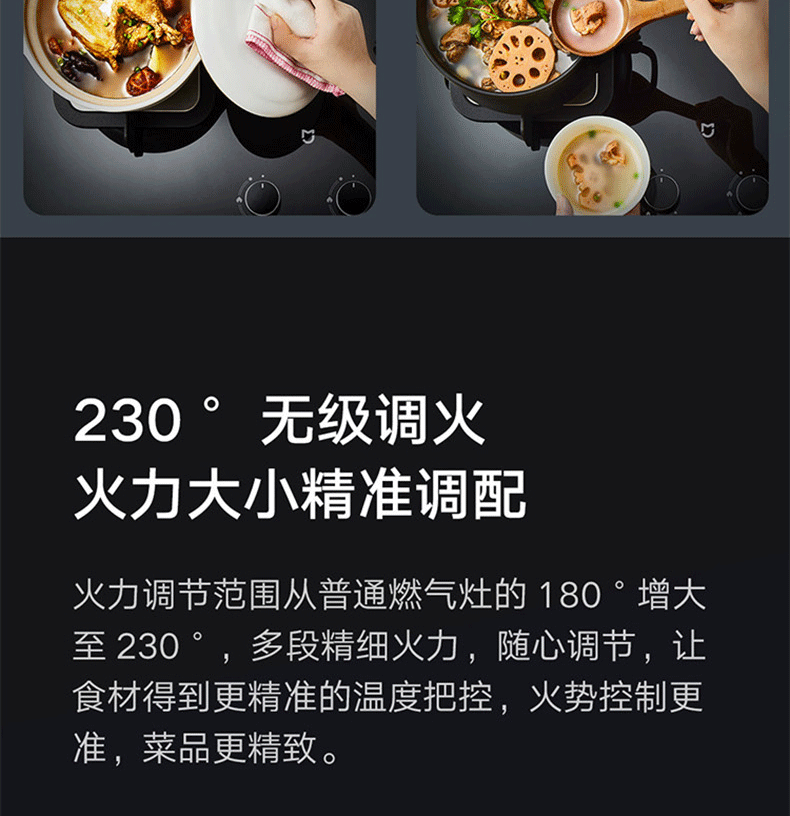 230° 无级调火
火力大小精准调配
火力调节范围从普通燃气灶的 180° 增大
至 230°，多段精细火力，随心调节，让
食材得到更精准的温度把控，火势控制更
准，菜品更精致。